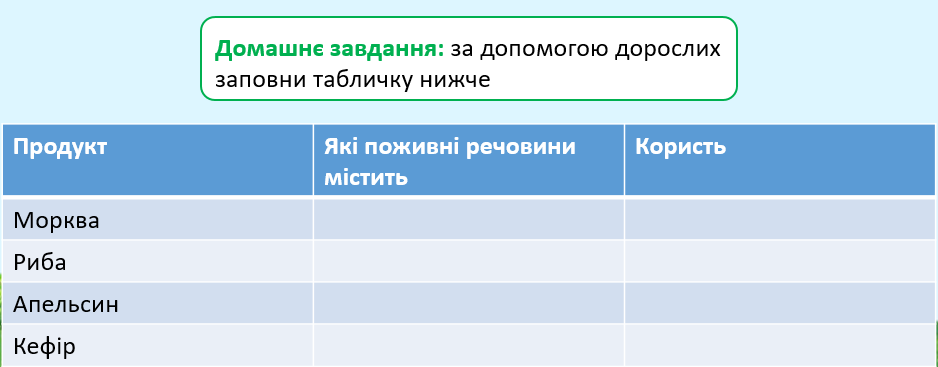 Домашнє завдання: за допомогою дорослих
заповни табличку нижче
Продукт
Які поживні речовини
містить
Користь
Морква
Риба
Апельсин
Кефір